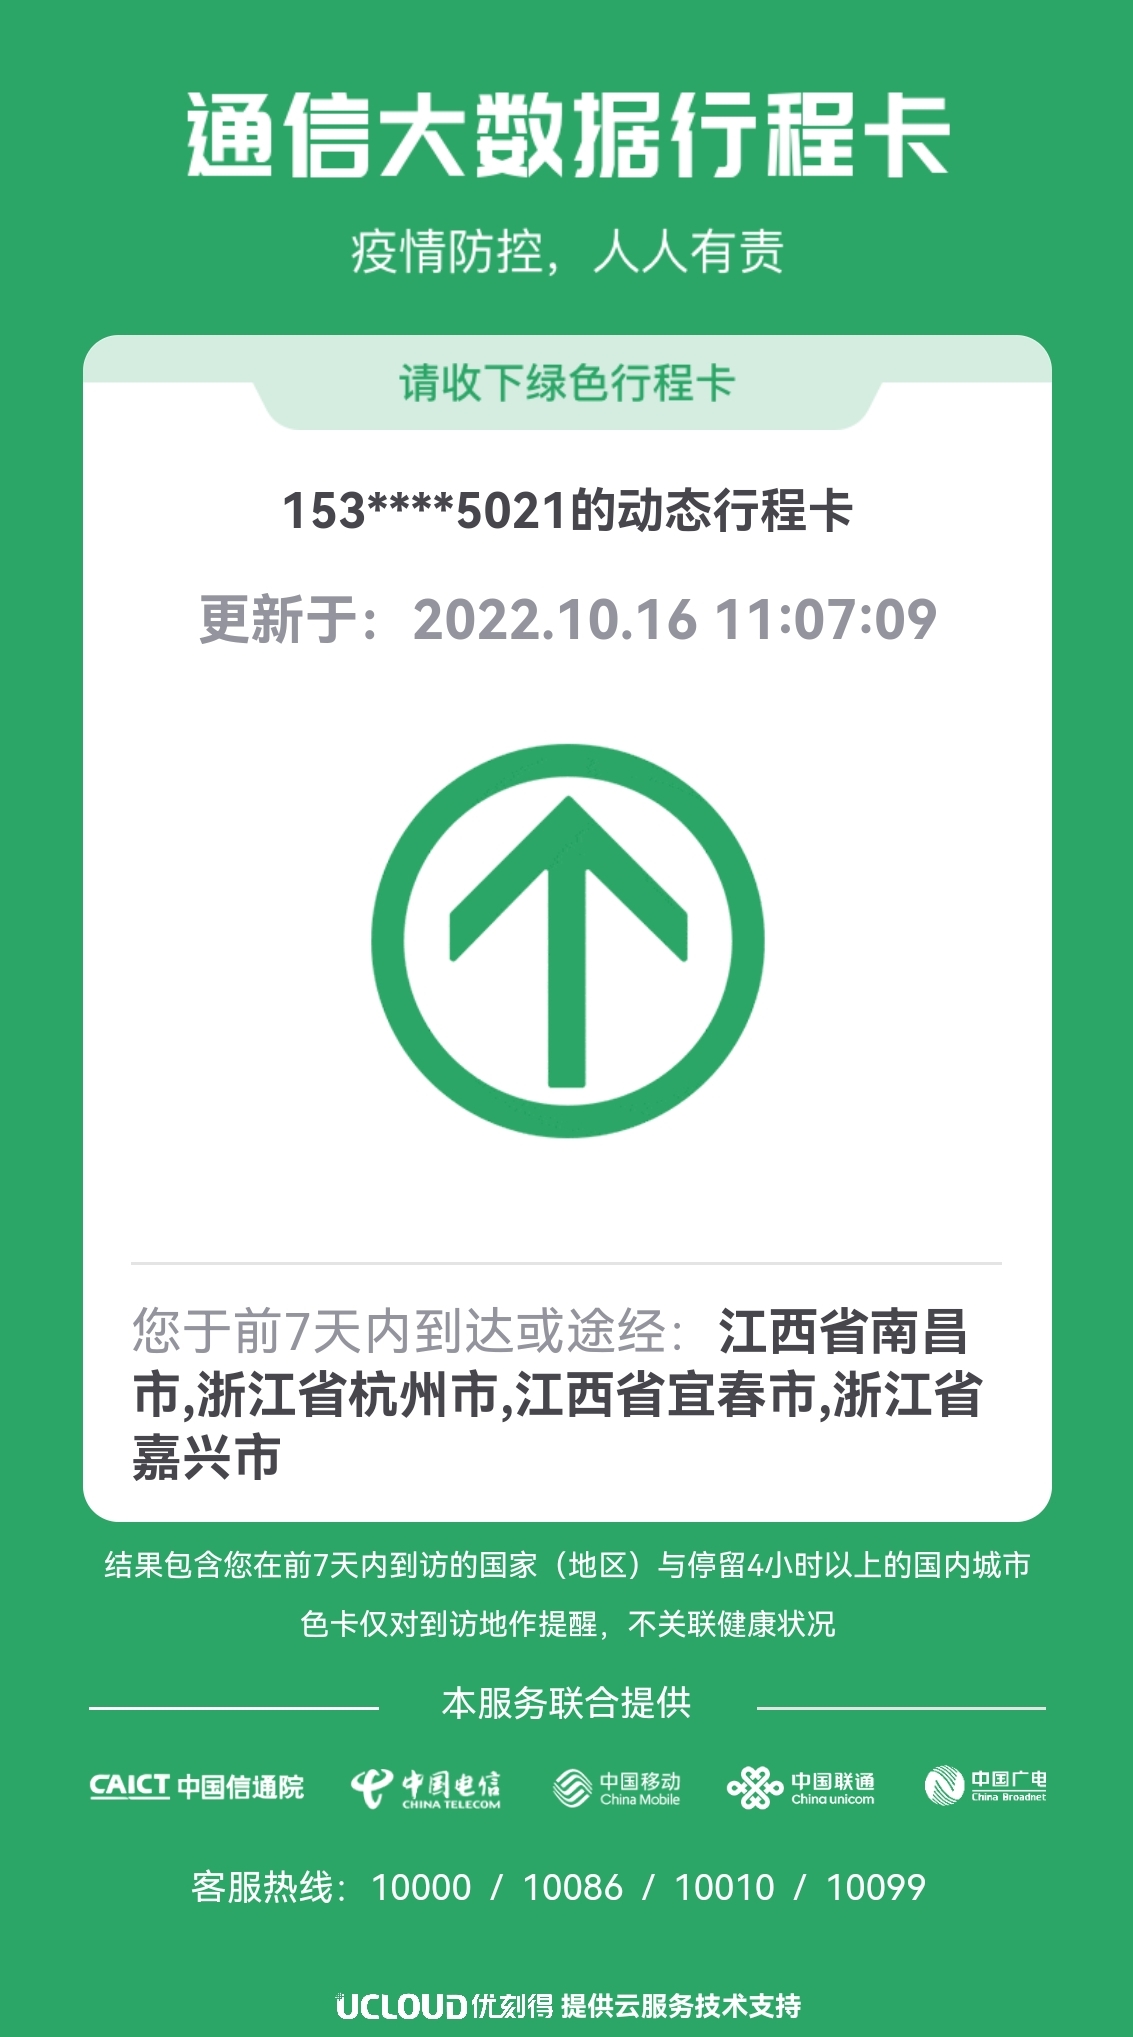 通信大数据行程卡
疫情防控，人人有责
请收下绿色行程卡
153****5021的动态行程卡
更新于：2022.10.16 11:07:09
您于前7天内到达或途经：江西省南昌
市,浙江省杭州市,江西省宜春市,浙江省
嘉兴市
结果包含您在前7天内到访的国家（地区）与停留4小时以上的国内城市
色卡仅对到访地作提醒，不关联健康状况
本服务联合提供
CAICT 中国信通院 中国电信 CHINA TELECOM 中国移动 China Mobile 中国联通 China unicom 中国广电 China Broadnet
客服热线：10000 / 10086 / 10010 / 10099
UCLOUD优刻得 提供云服务技术支持